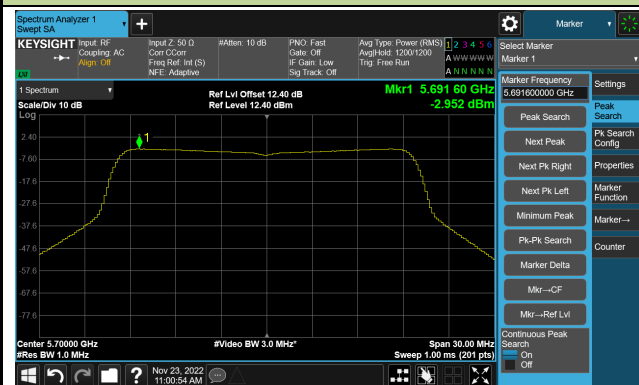 Spectrum Analyzer 1
Swept SA
Marker
KEYSIGHT
Input: RF
Coupling: AC
Align: Off
Input Z: 50 Ω
Corr CCorr
Freq Ref: Int (S)
NFE: Adaptive
#Atten: 10 dB
PNO: Fast
Gate: Off
IF Gain: Low
Sig Track: Off
Avg Type: Power (RMS)
Avg|Hold: 1200/1200
Trig: Free Run
1 2 3 4 5 6
A W W W W W
A N N N N N
LXI
Select Marker
Marker 1
1 Spectrum
Scale/Div 10 dB
Log
Ref Lvl Offset 12.40 dB
Ref Level 12.40 dBm
Mkr1 5.691 60 GHz
-2.952 dBm
1
2.40
-7.60
-17.6
-27.6
-37.6
-47.6
-57.6
-67.6
-77.6
Center 5.70000 GHz
#Res BW 1.0 MHz
#Video BW 3.0 MHz*
Span 30.00 MHz
Sweep 1.00 ms (201 pts)
Marker Frequency
5.691600000 GHz
Peak Search
Next Peak
Next Pk Right
Next Pk Left
Minimum Peak
Pk-Pk Search
Marker Delta
Mkr→CF
Mkr→Ref Lvl
Continuous Peak
Search
On
Off
Settings
Peak
Search
Pk Search
Config
Properties
Marker
Function
Marker→
Counter
?
Nov 23, 2022
11:00:54 AM